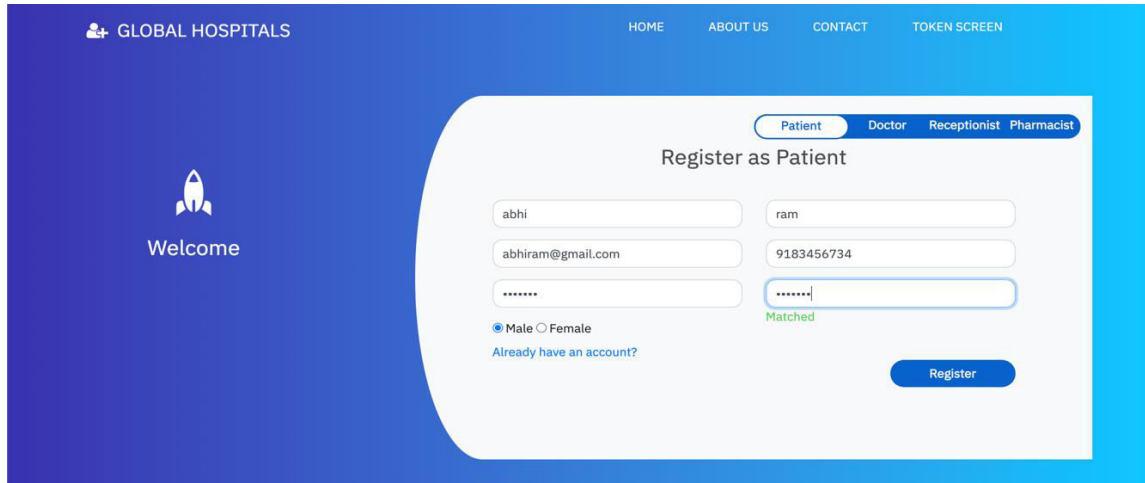 GLOBAL HOSPITALS
HOME ABOUT US CONTACT TOKEN SCREEN
Patient Doctor Receptionist Pharmacist
Register as Patient
Welcome
abhi ram
abhiram@gmail.com 9183456734
••••••• •••••••
Matched
Male Female
Already have an account?
Register